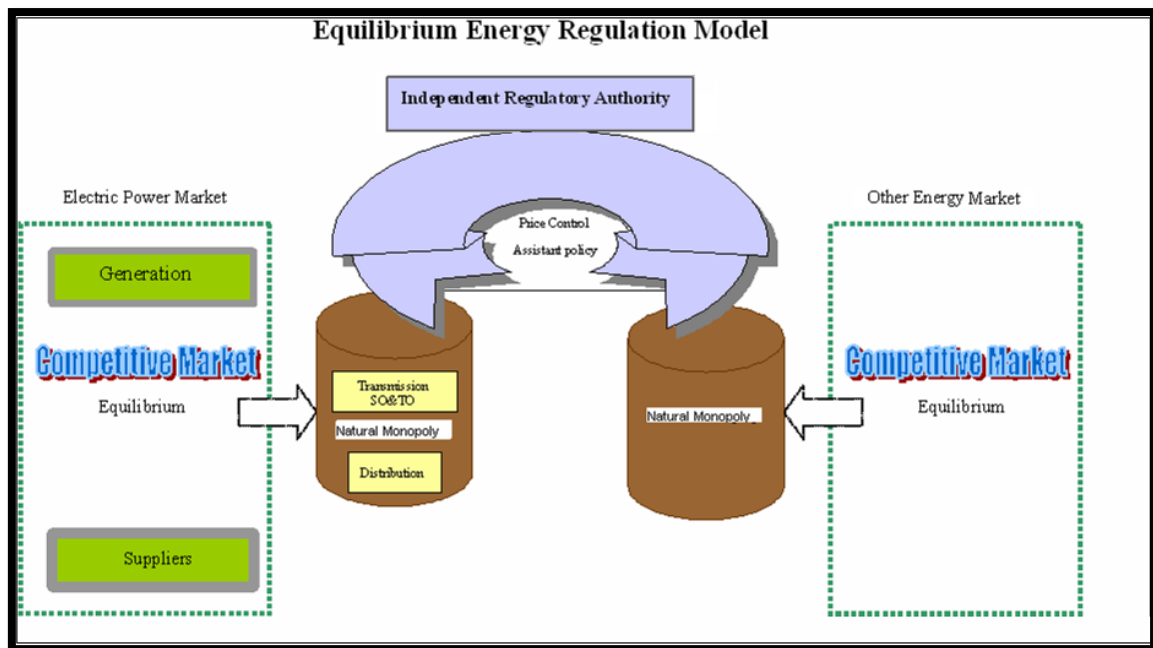 Equilibrium Energy Regulation Model
Independent Regulatory Authority
Electric Power Market
Other Energy Market
Price Control
Assistant policy
Generation
Competitive Market
Equilibrium
Transmission
SO&TO
Natural Monopoly
Distribution
Suppliers
Natural Monopoly
Competitive Market
Equilibrium